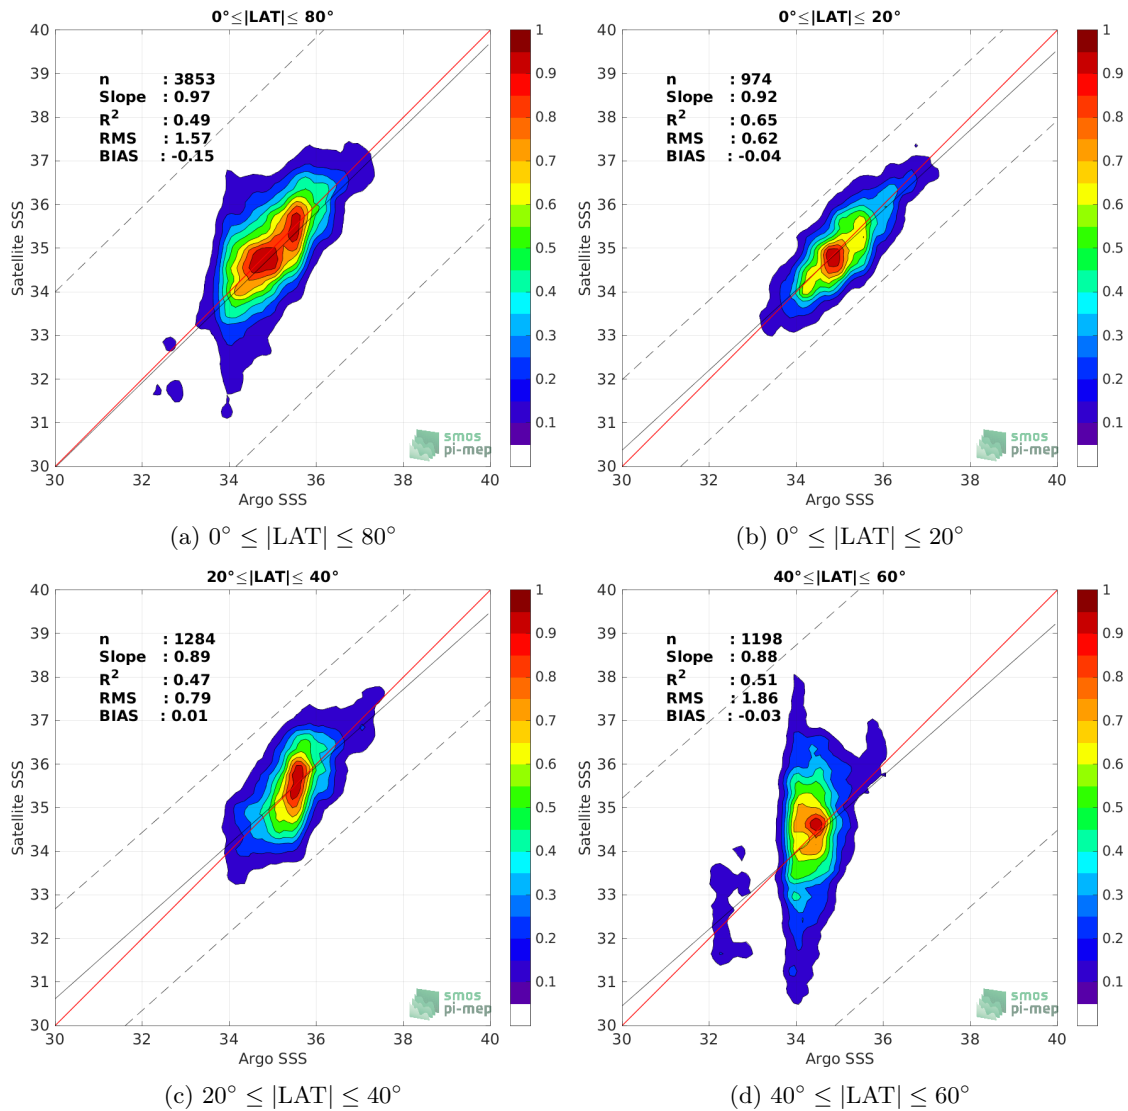 0°≤|LAT|≤ 80°
n : 3853
Slope : 0.97
R² : 0.49
RMS : 1.57
BIAS : -0.15
40
39
38
37
36
35
34
33
32
31
30
30 32 34 36 38 40
Satellite SSS
Argo SSS
smos
pi-mep
1
0.9
0.8
0.7
0.6
0.5
0.4
0.3
0.2
0.1
(a) 0° ≤ |LAT| ≤ 80°
0°≤|LAT|≤ 20°
n : 974
Slope : 0.92
R² : 0.65
RMS : 0.62
BIAS : -0.04
40
39
38
37
36
35
34
33
32
31
30
30 32 34 36 38 40
Satellite SSS
Argo SSS
smos
pi-mep
1
0.9
0.8
0.7
0.6
0.5
0.4
0.3
0.2
0.1
(b) 0° ≤ |LAT| ≤ 20°
20°≤|LAT|≤ 40°
n : 1284
Slope : 0.89
R² : 0.47
RMS : 0.79
BIAS : 0.01
40
39
38
37
36
35
34
33
32
31
30
30 32 34 36 38 40
Satellite SSS
Argo SSS
smos
pi-mep
1
0.9
0.8
0.7
0.6
0.5
0.4
0.3
0.2
0.1
(c) 20° ≤ |LAT| ≤ 40°
40°≤|LAT|≤ 60°
n : 1198
Slope : 0.88
R² : 0.51
RMS : 1.86
BIAS : -0.03
40
39
38
37
36
35
34
33
32
31
30
30 32 34 36 38 40
Satellite SSS
Argo SSS
smos
pi-mep
1
0.9
0.8
0.7
0.6
0.5
0.4
0.3
0.2
0.1
(d) 40° ≤ |LAT| ≤ 60°